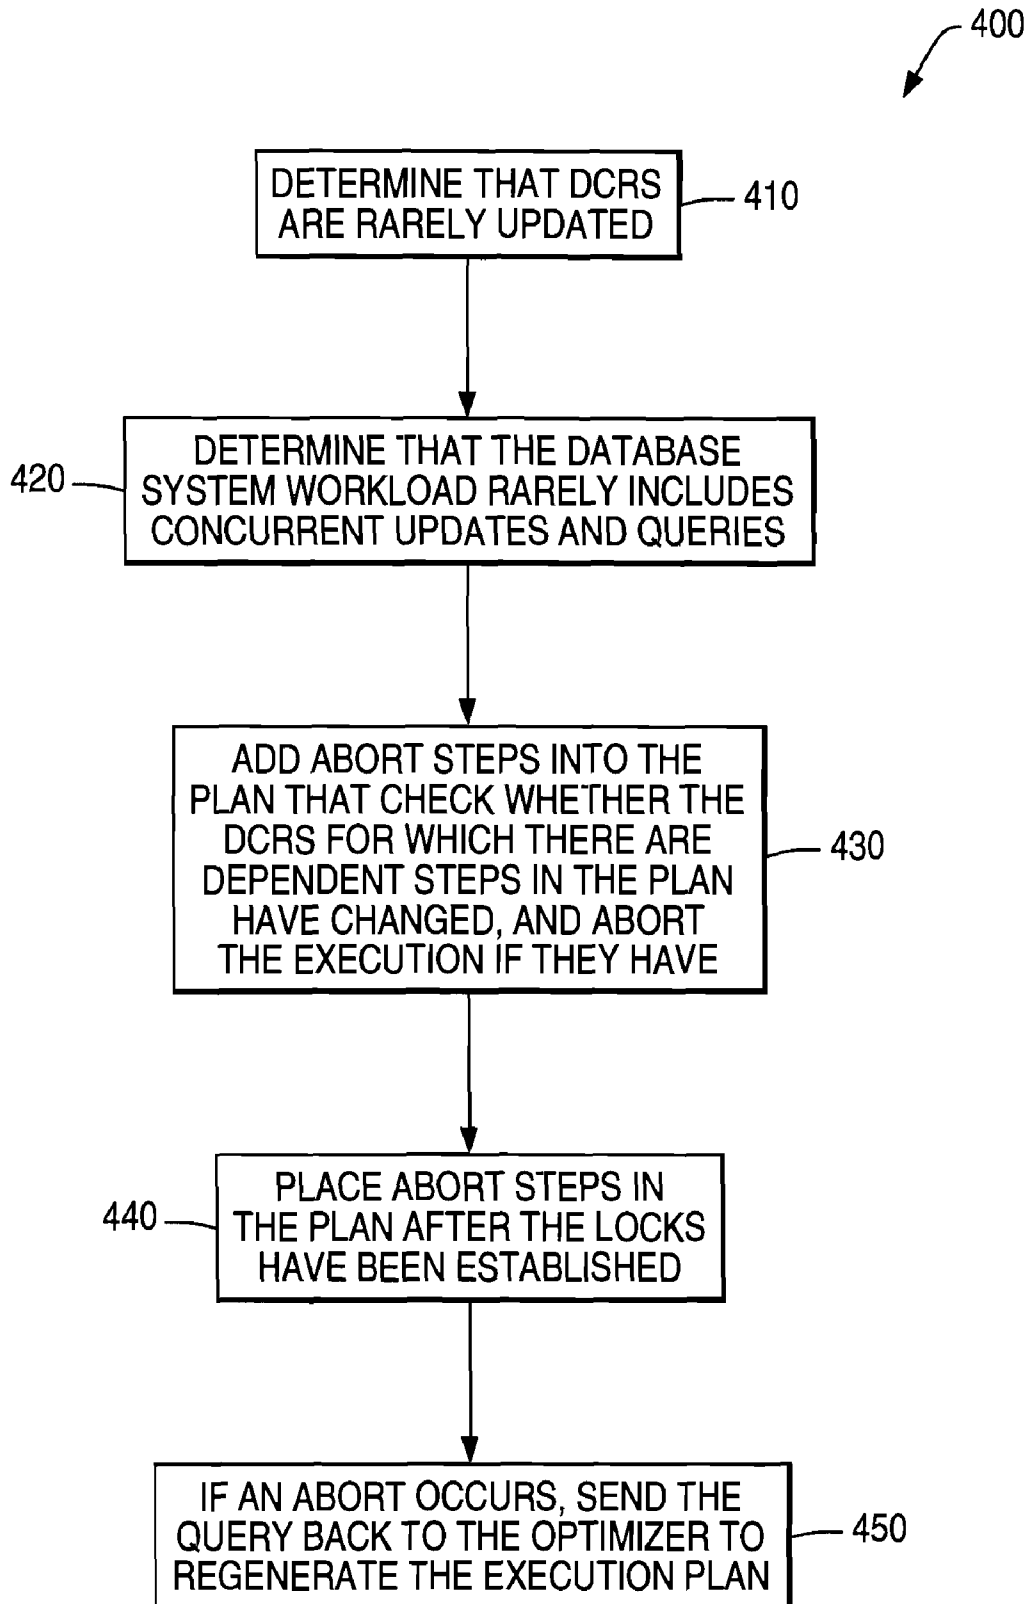 400
DETERMINE THAT DCRS
ARE RARELY UPDATED
410
DETERMINE THAT THE DATABASE
SYSTEM WORKLOAD RARELY INCLUDES
CONCURRENT UPDATES AND QUERIES
420
ADD ABORT STEPS INTO THE
PLAN THAT CHECK WHETHER THE
DCRS FOR WHICH THERE ARE
DEPENDENT STEPS IN THE PLAN
HAVE CHANGED, AND ABORT
THE EXECUTION IF THEY HAVE
430
PLACE ABORT STEPS IN
THE PLAN AFTER THE LOCKS
HAVE BEEN ESTABLISHED
440
IF AN ABORT OCCURS, SEND THE
QUERY BACK TO THE OPTIMIZER TO
REGENERATE THE EXECUTION PLAN
450